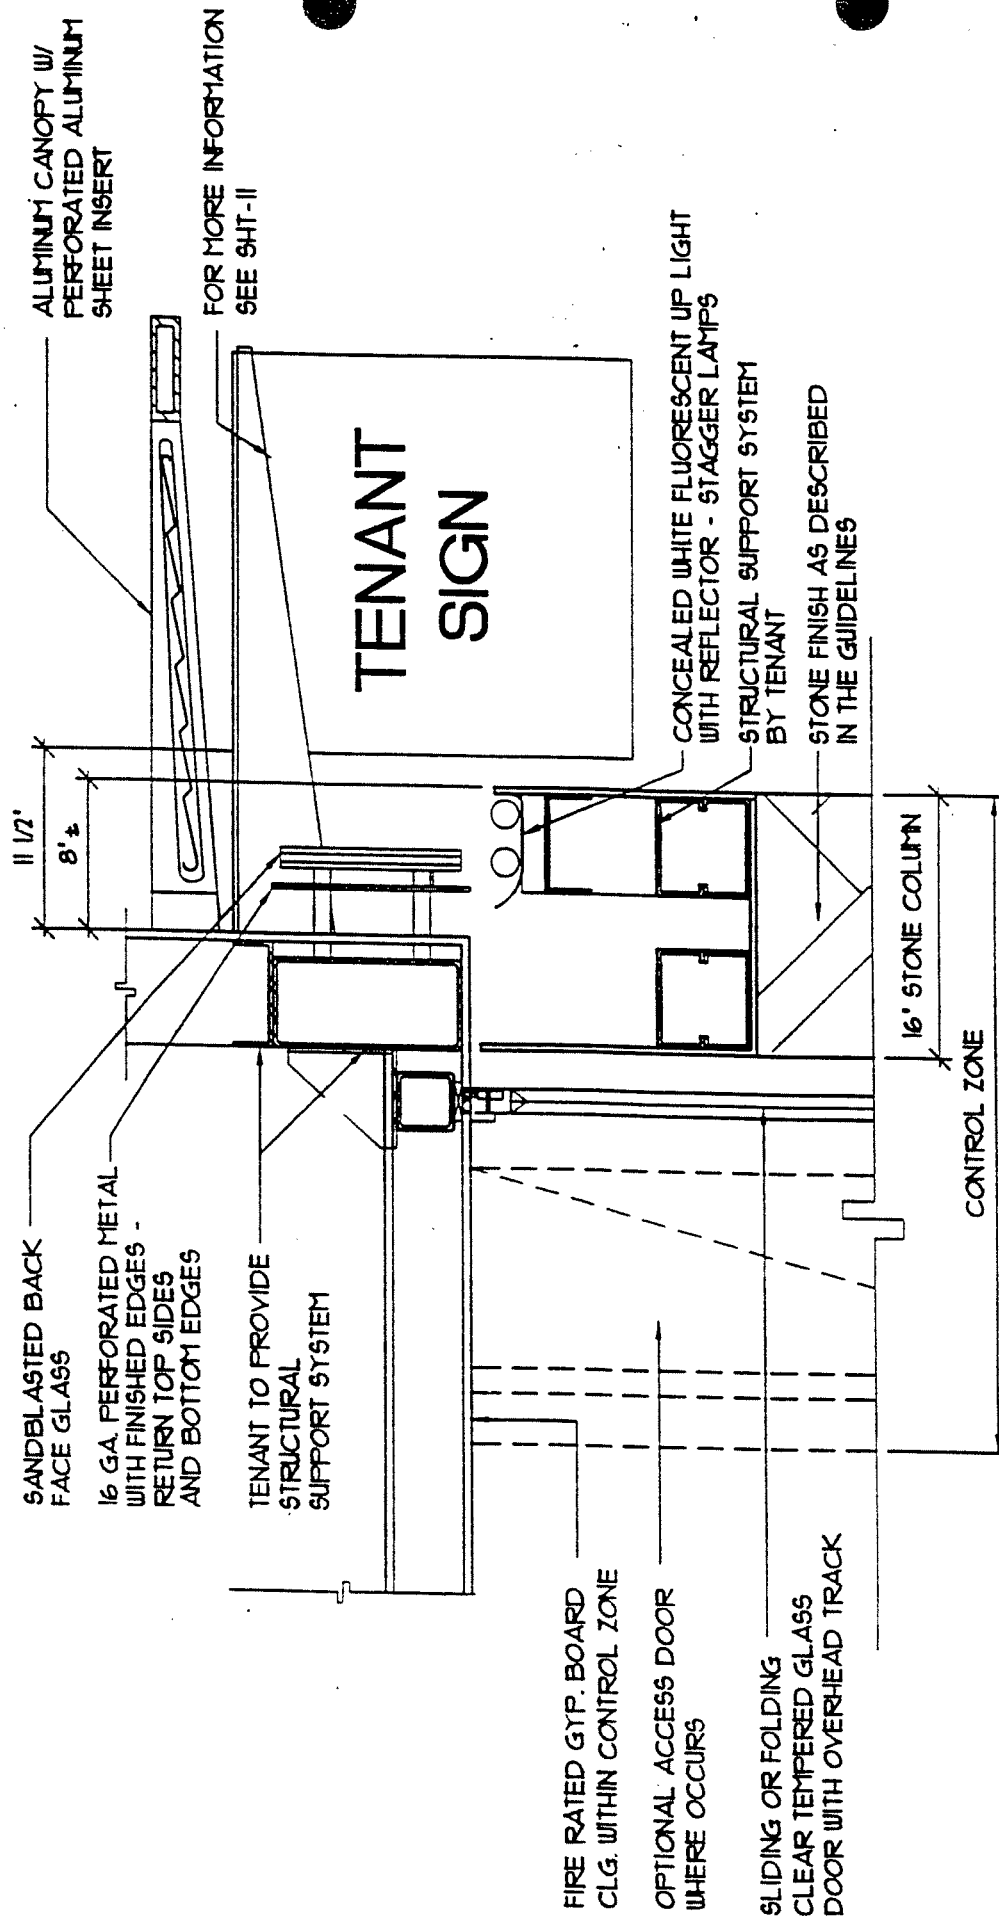 SANDBLASTED BACK
FACE GLASS
16 GA. PERFORATED METAL
WITH FINISHED EDGES -
RETURN TOP SIDES
AND BOTTOM EDGES
TENANT TO PROVIDE
STRUCTURAL
SUPPORT SYSTEM
FIRE RATED GYP. BOARD
CLG. WITHIN CONTROL ZONE
OPTIONAL ACCESS DOOR
WHERE OCCURS
SLIDING OR FOLDING
CLEAR TEMPERED GLASS
DOOR WITH OVERHEAD TRACK
11 1/2'
8'±
ALUMINUM CANOPY W/
PERFORATED ALUMINUM
SHEET INSERT
FOR MORE INFORMATION
SEE SHT-11
TENANT
SIGN
CONCEALED WHITE FLUORESCENT UP LIGHT
WITH REFLECTOR - STAGGER LAMPS
STRUCTURAL SUPPORT SYSTEM
BY TENANT
STONE FINISH AS DESCRIBED
IN THE GUIDELINES
16' STONE COLUMN
CONTROL ZONE